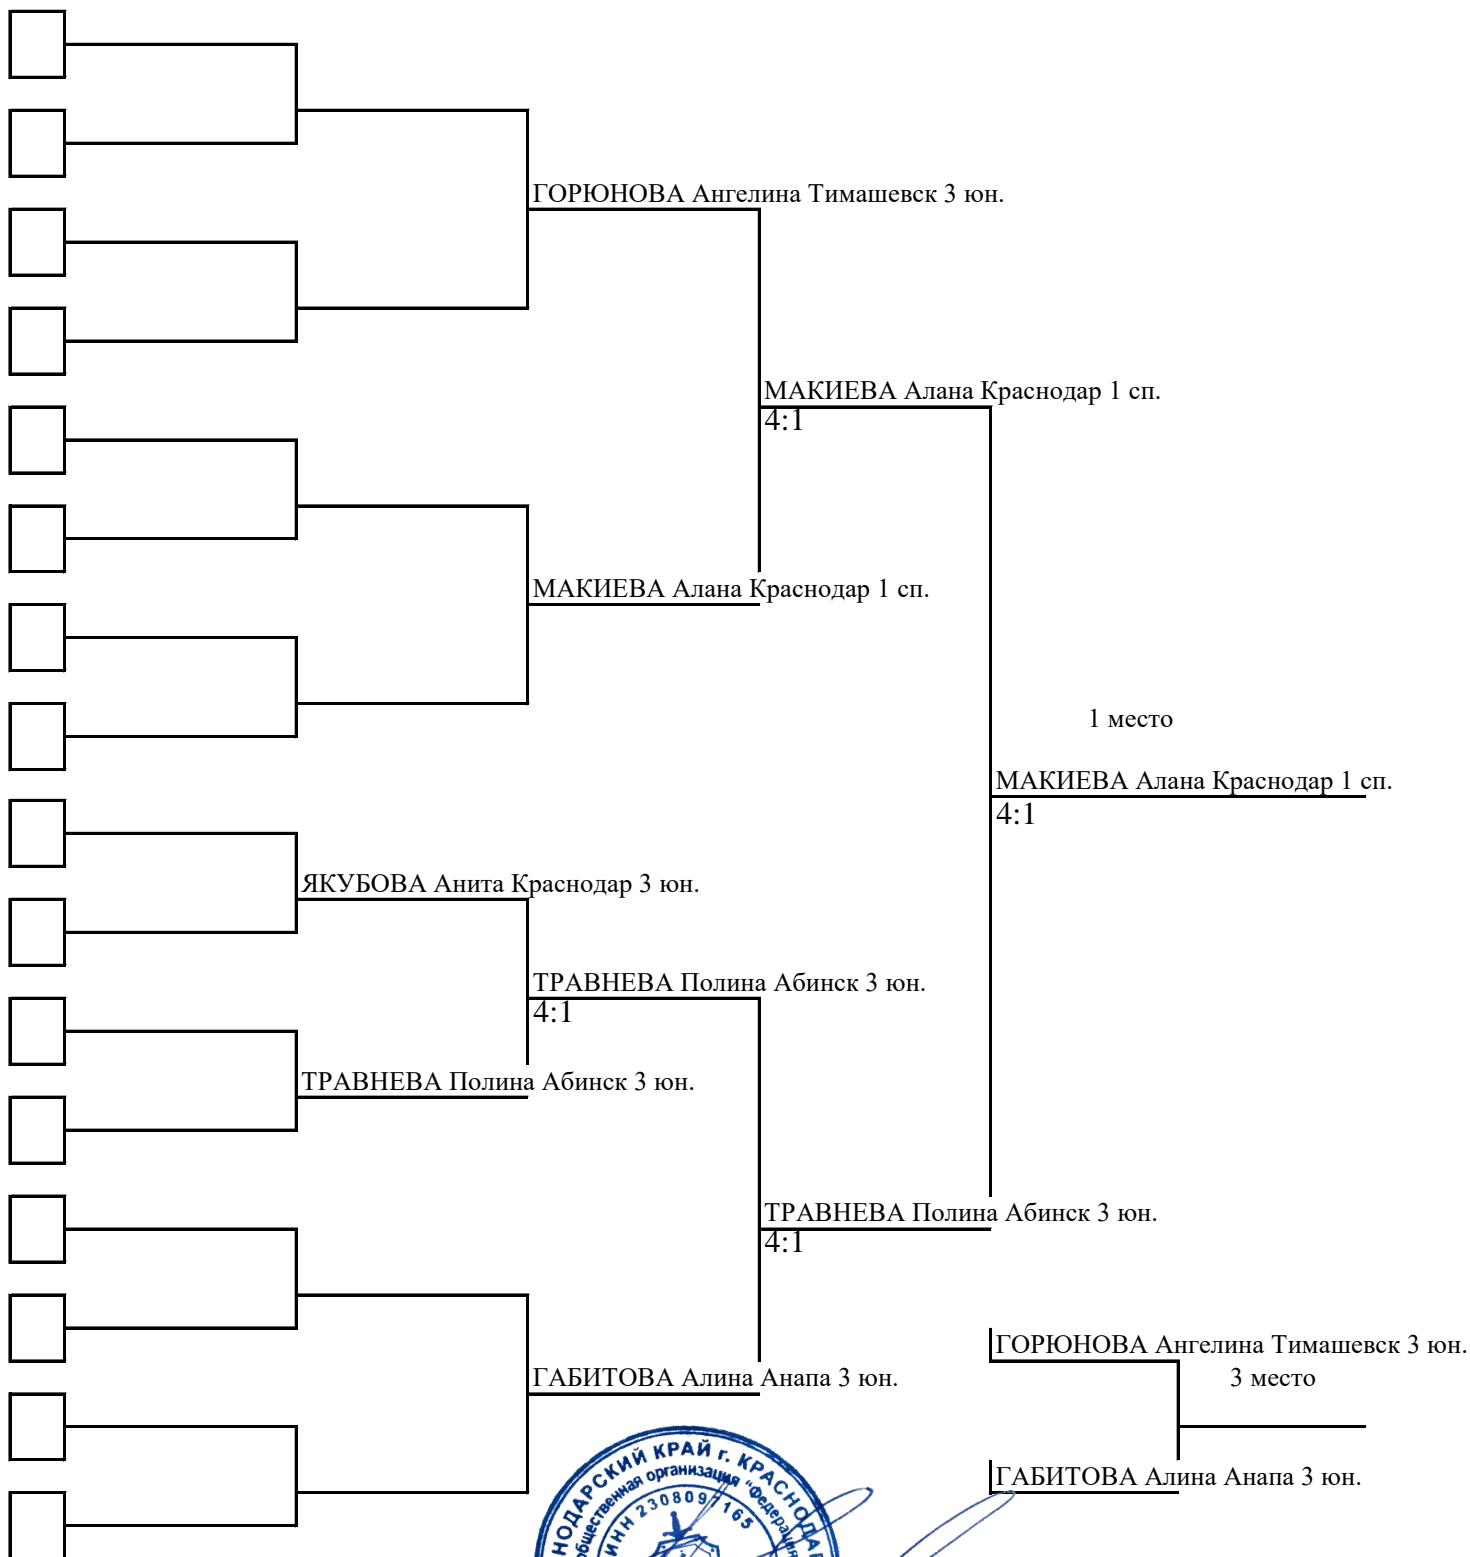 ГОРЮНОВА Ангелина Тимашевск 3 юн.
МАКИЕВА Алана Краснодар 1 сп.
4:1
МАКИЕВА Алана Краснодар 1 сп.
1 место
МАКИЕВА Алана Краснодар 1 сп.
4:1
ЯКУБОВА Анита Краснодар 3 юн.
ТРАВНЕВА Полина Абинск 3 юн.
4:1
ТРАВНЕВА Полина Абинск 3 юн.
ТРАВНЕВА Полина Абинск 3 юн.
4:1
ГОРЮНОВА Ангелина Тимашевск 3 юн.
ГАБИТОВА Алина Анапа 3 юн.
3 место
ГАБИТОВА Алина Анапа 3 юн.
НОДАРСКИЙ КРАЙ г. КРАСНОДАР
общественная организация "Федерация
ИНН 2308097165